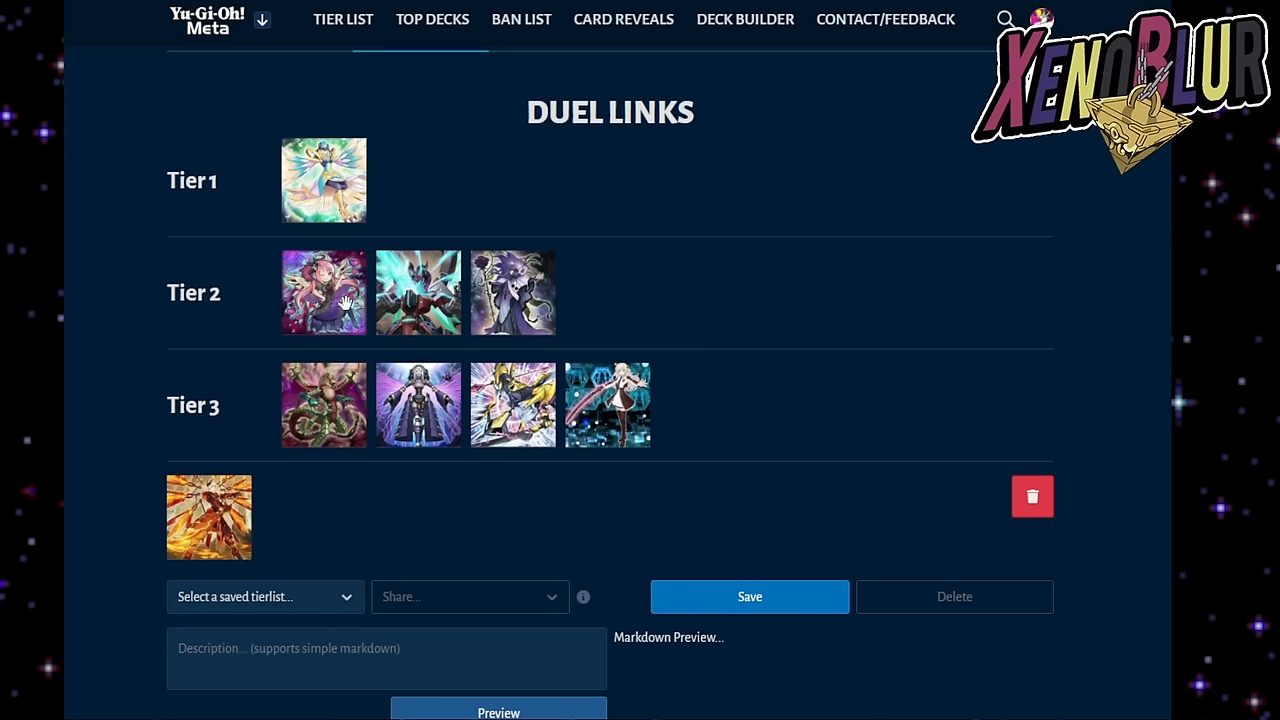 Yu-Gi-Oh! Meta
TIER LIST TOP DECKS BAN LIST CARD REVEALS DECK BUILDER CONTACT/FEEDBACK
XENOBLUR
DUEL LINKS
Tier 1
Tier 2
Tier 3
Select a saved tierlist... Share... Save Delete
Description... (supports simple markdown) Markdown Preview...
Preview